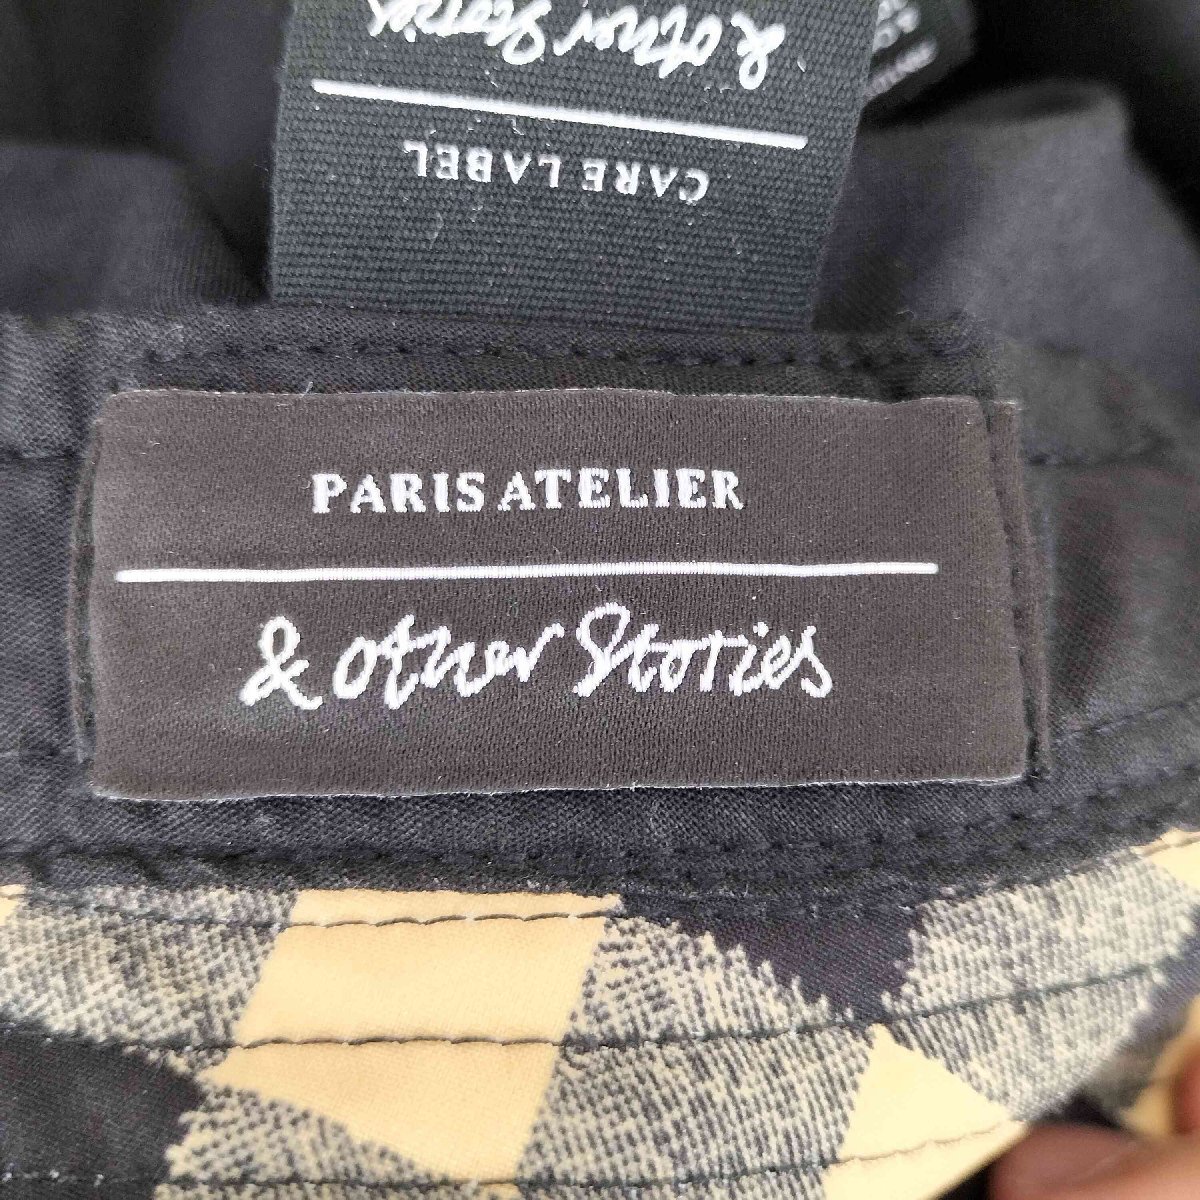 & other Stories
CARE LABEL
PARIS ATELIER
& other Stories